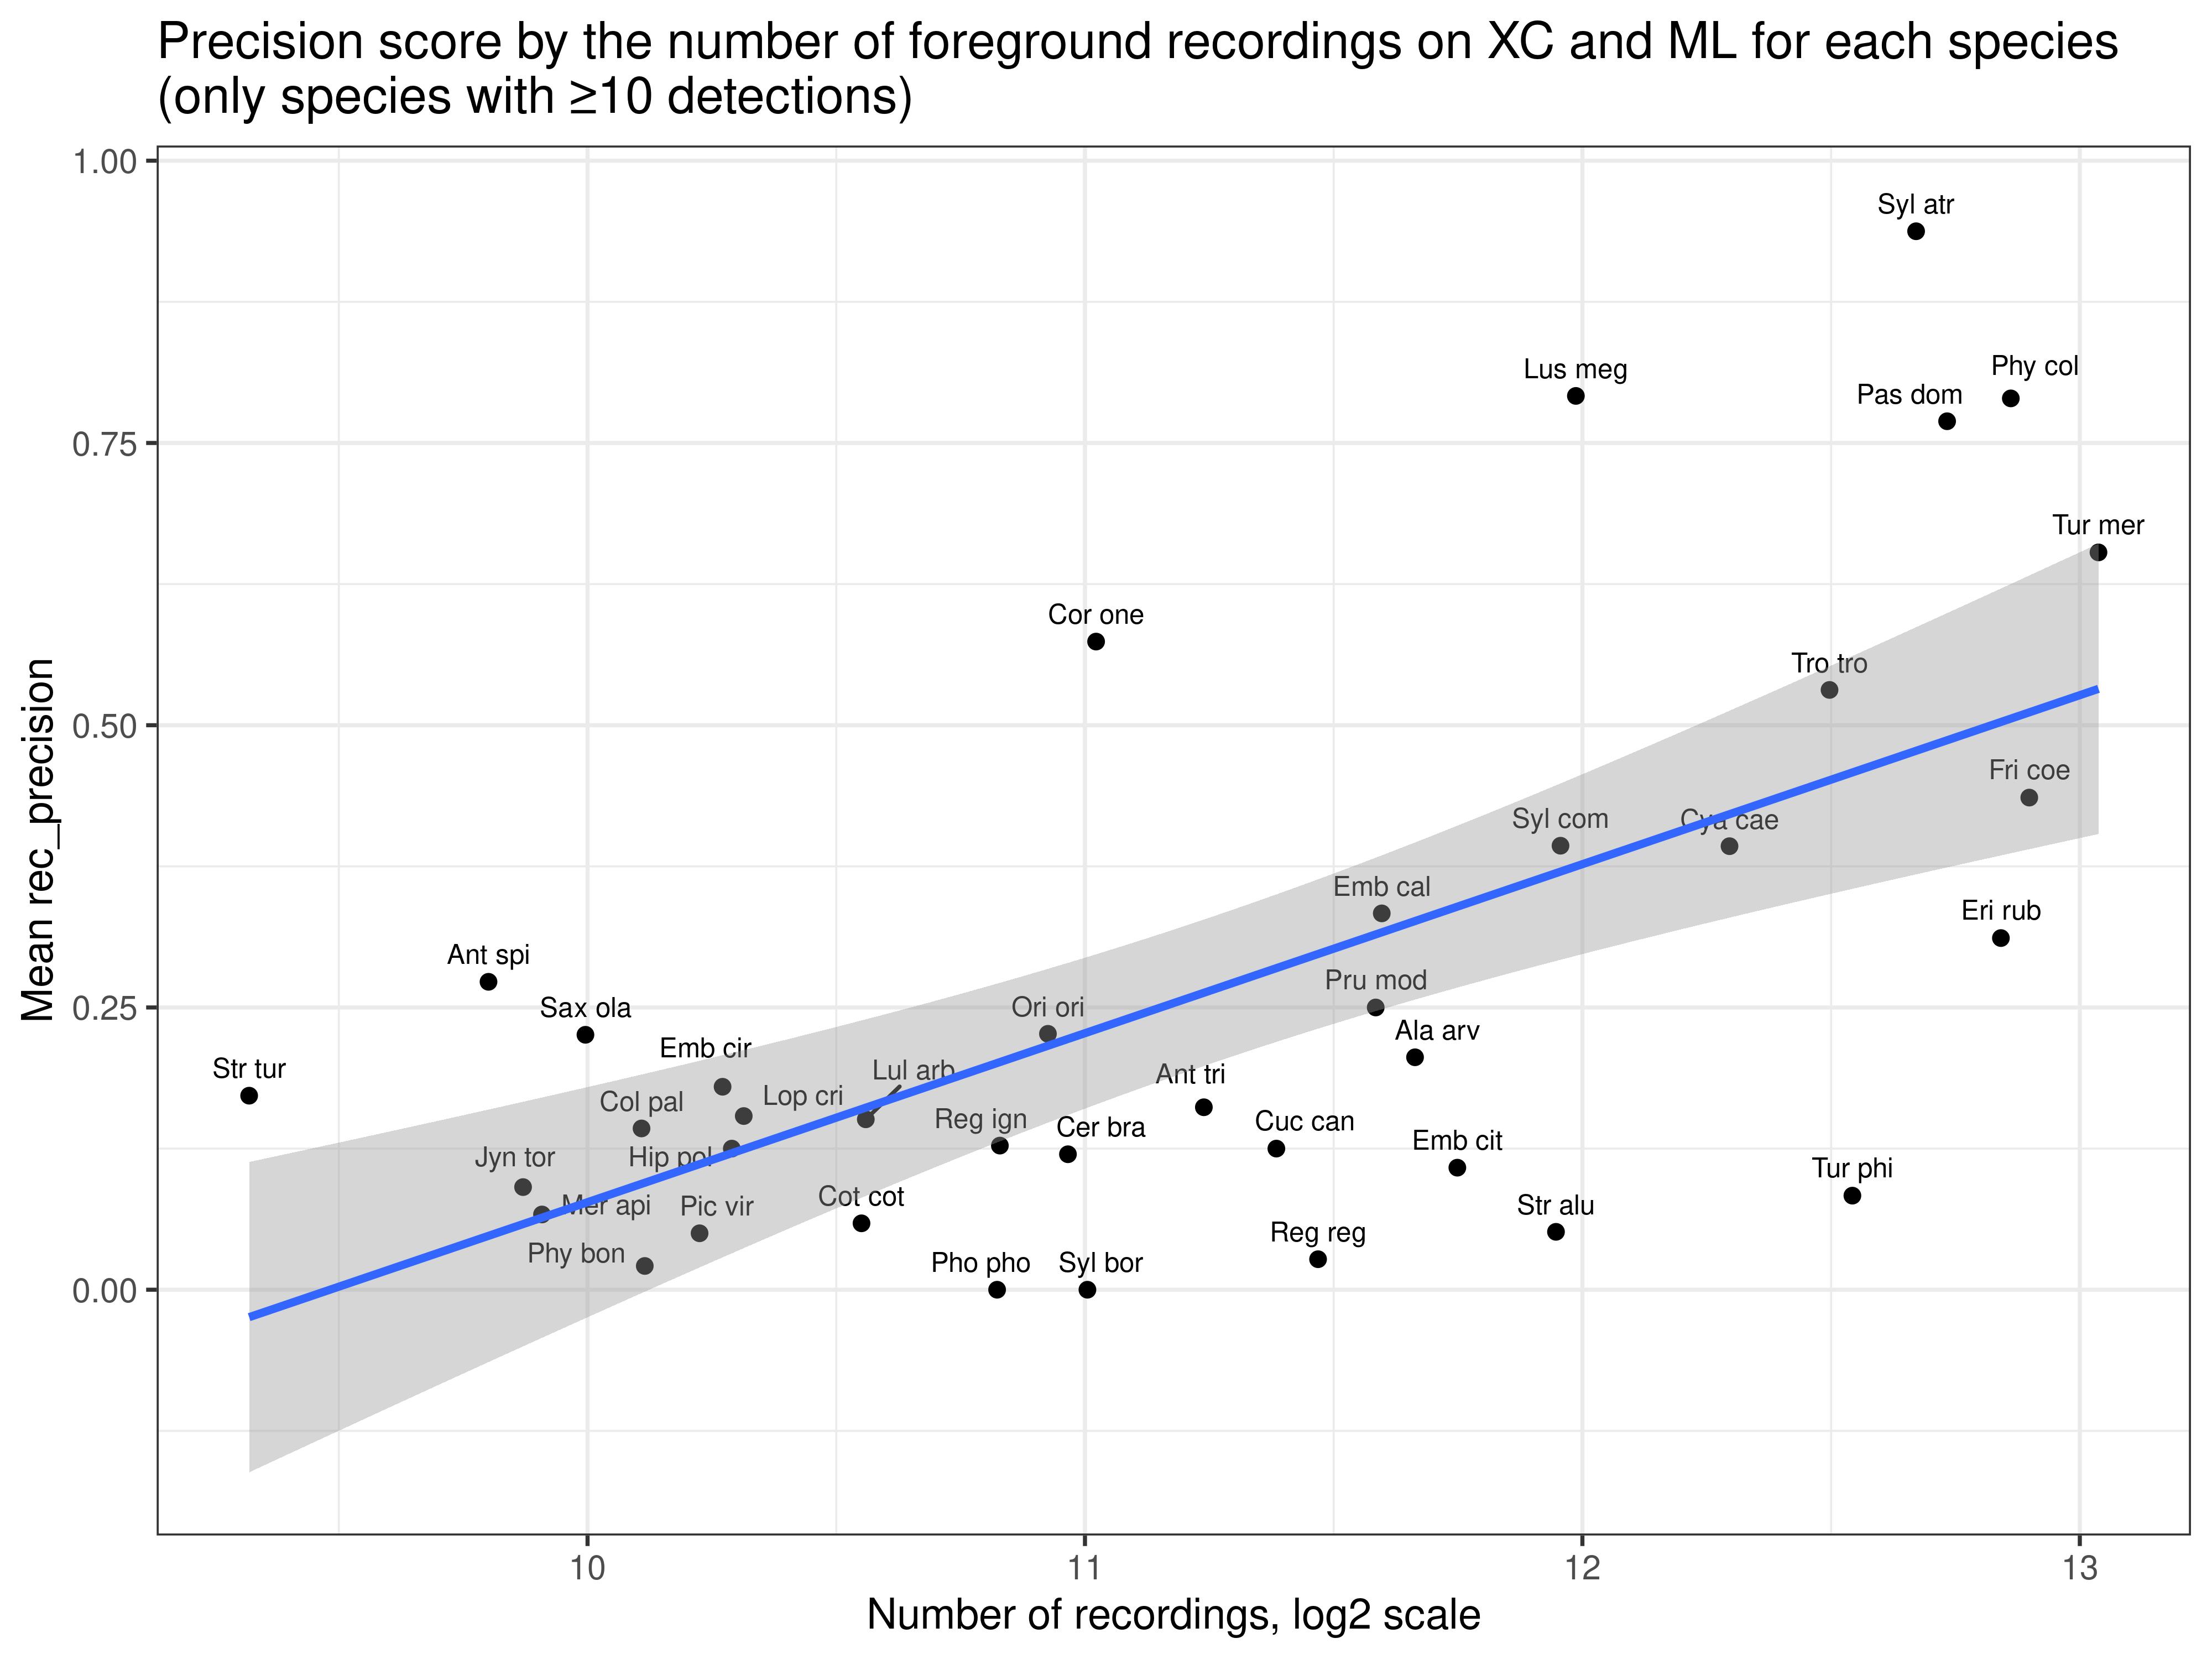 Precision score by the number of foreground recordings on XC and ML for each species
(only species with ≥10 detections)
1.00
Syl atr
Lus meg
Phy col
Pas dom
0.75
Tur mer
Cor one
Tro tro
0.50
Fri coe
Syl com
Cya cae
Emb cal
Eri rub
Ant spi
Pru mod
0.25
Sax ola
Ori ori
Ala arv
Emb cir
Str tur
Lul arb
Ant tri
Lop cri
Col pal
Reg ign
Cer bra
Cuc can
Emb cit
Jyn tor
Hip pol
Tur phi
Mer api
Pic vir
Cot cot
Str alu
Reg reg
Phy bon
Pho pho
Syl bor
0.00
Mean rec_precision
10
11
12
13
Number of recordings, log2 scale